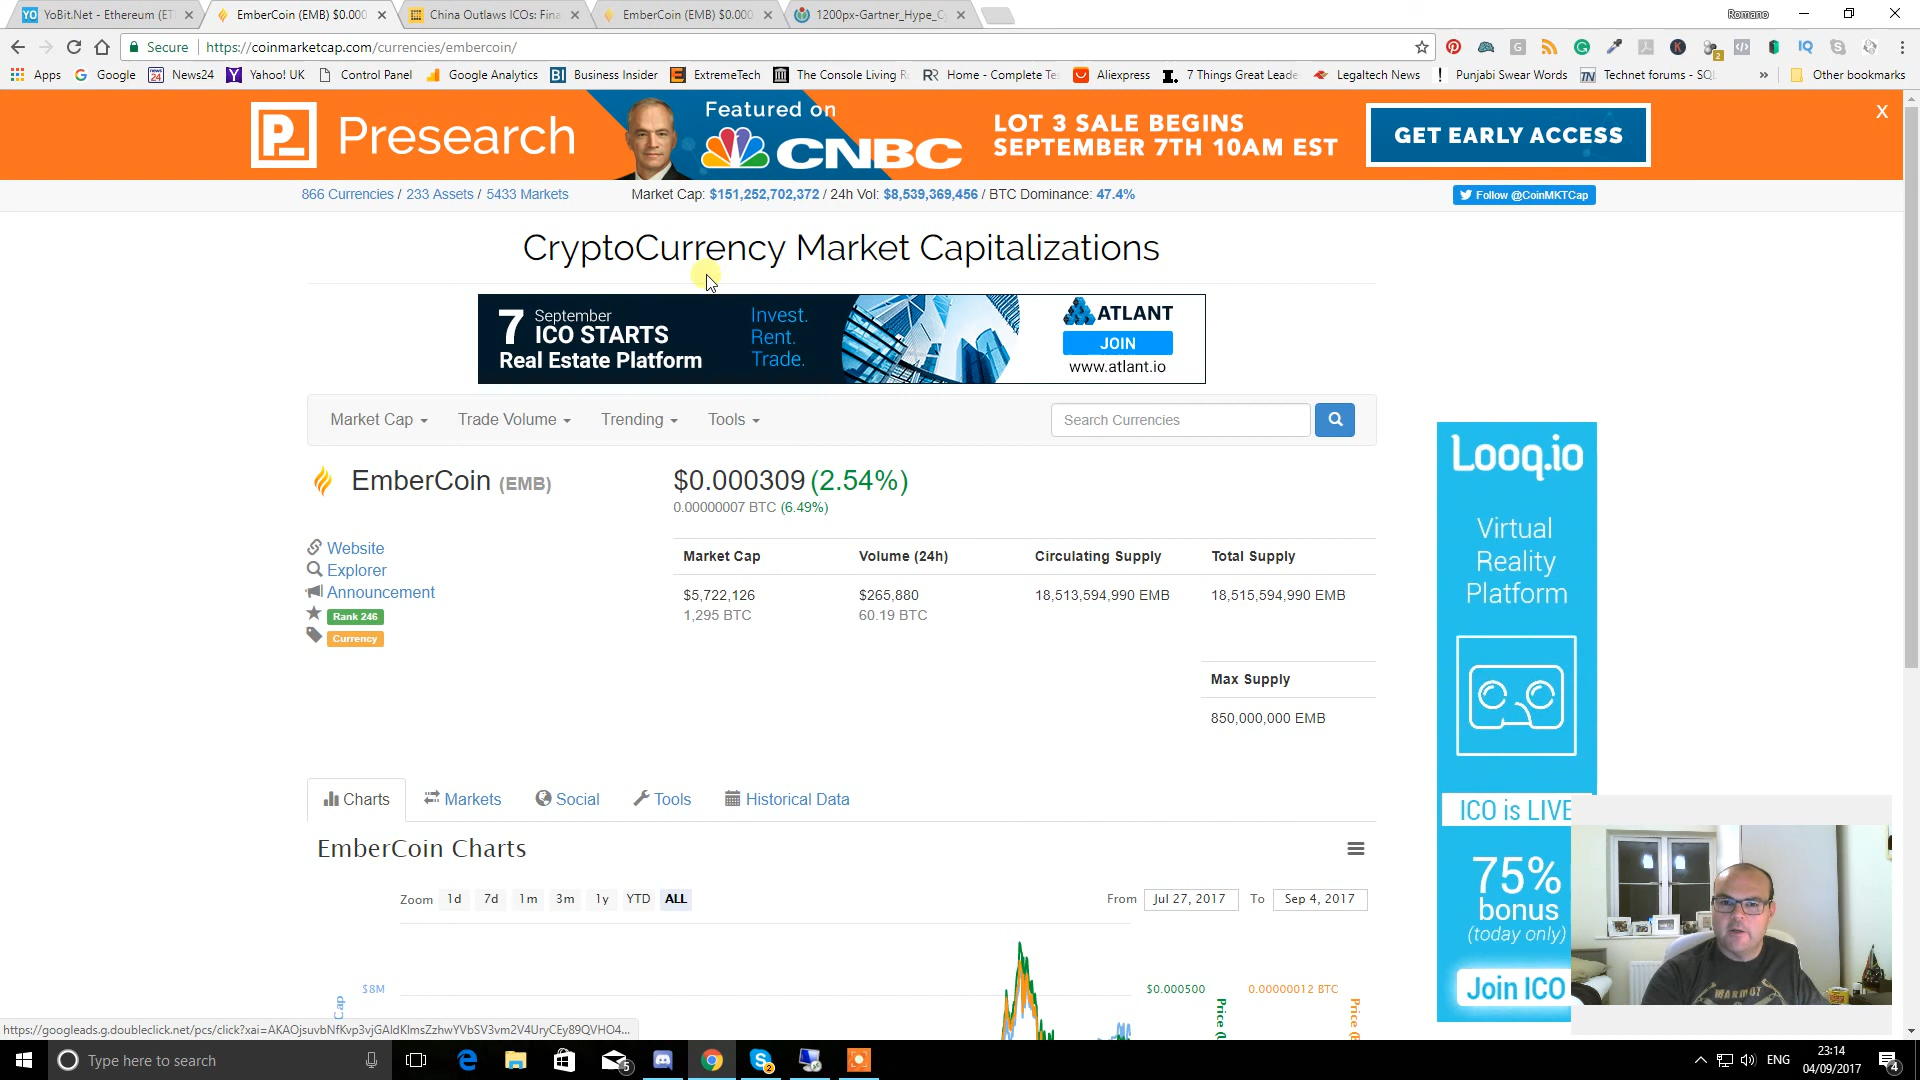 YoBit.Net - Ethereum (ET
EmberCoin (EMB) $0.000
China Outlaws ICOs: Fina
EmberCoin (EMB) $0.000
1200px-Gartner_Hype_C
Romano
Secure
https://coinmarketcap.com/currencies/embercoin/
Apps
Google
News24
Yahoo! UK
Control Panel
Google Analytics
Business Insider
ExtremeTech
The Console Living R
Home - Complete Te
Aliexpress
7 Things Great Leade
Legaltech News
Punjabi Swear Words
Technet forums - SQL
Other bookmarks
Presearch
Featured on
CNBC
LOT 3 SALE BEGINS
SEPTEMBER 7TH 10AM EST
GET EARLY ACCESS
X
866 Currencies / 233 Assets / 5433 Markets
Market Cap: $151,252,702,372 / 24h Vol: $8,539,369,456 / BTC Dominance: 47.4%
Follow @CoinMKTCap
CryptoCurrency Market Capitalizations
7 September
ICO STARTS
Real Estate Platform
Invest.
Rent.
Trade.
ATLANT
JOIN
www.atlant.io
Market Cap
Trade Volume
Trending
Tools
Search Currencies
EmberCoin (EMB)
$0.000309 (2.54%)
0.00000007 BTC (6.49%)
Website
Explorer
Announcement
Rank 246
Currency
Market Cap
Volume (24h)
Circulating Supply
Total Supply
$5,722,126
$265,880
18,513,594,990 EMB
18,515,594,990 EMB
1,295 BTC
60.19 BTC
Max Supply
850,000,000 EMB
Charts
Markets
Social
Tools
Historical Data
EmberCoin Charts
Zoom
1d
7d
1m
3m
1y
YTD
ALL
From
Jul 27, 2017
To
Sep 4, 2017
$8M
$0.000500
0.00000012 BTC
Looq.io
Virtual
Reality
Platform
ICO is LIVE
75%
bonus
(today only)
Join ICO
Type here to search
ENG
23:14
04/09/2017